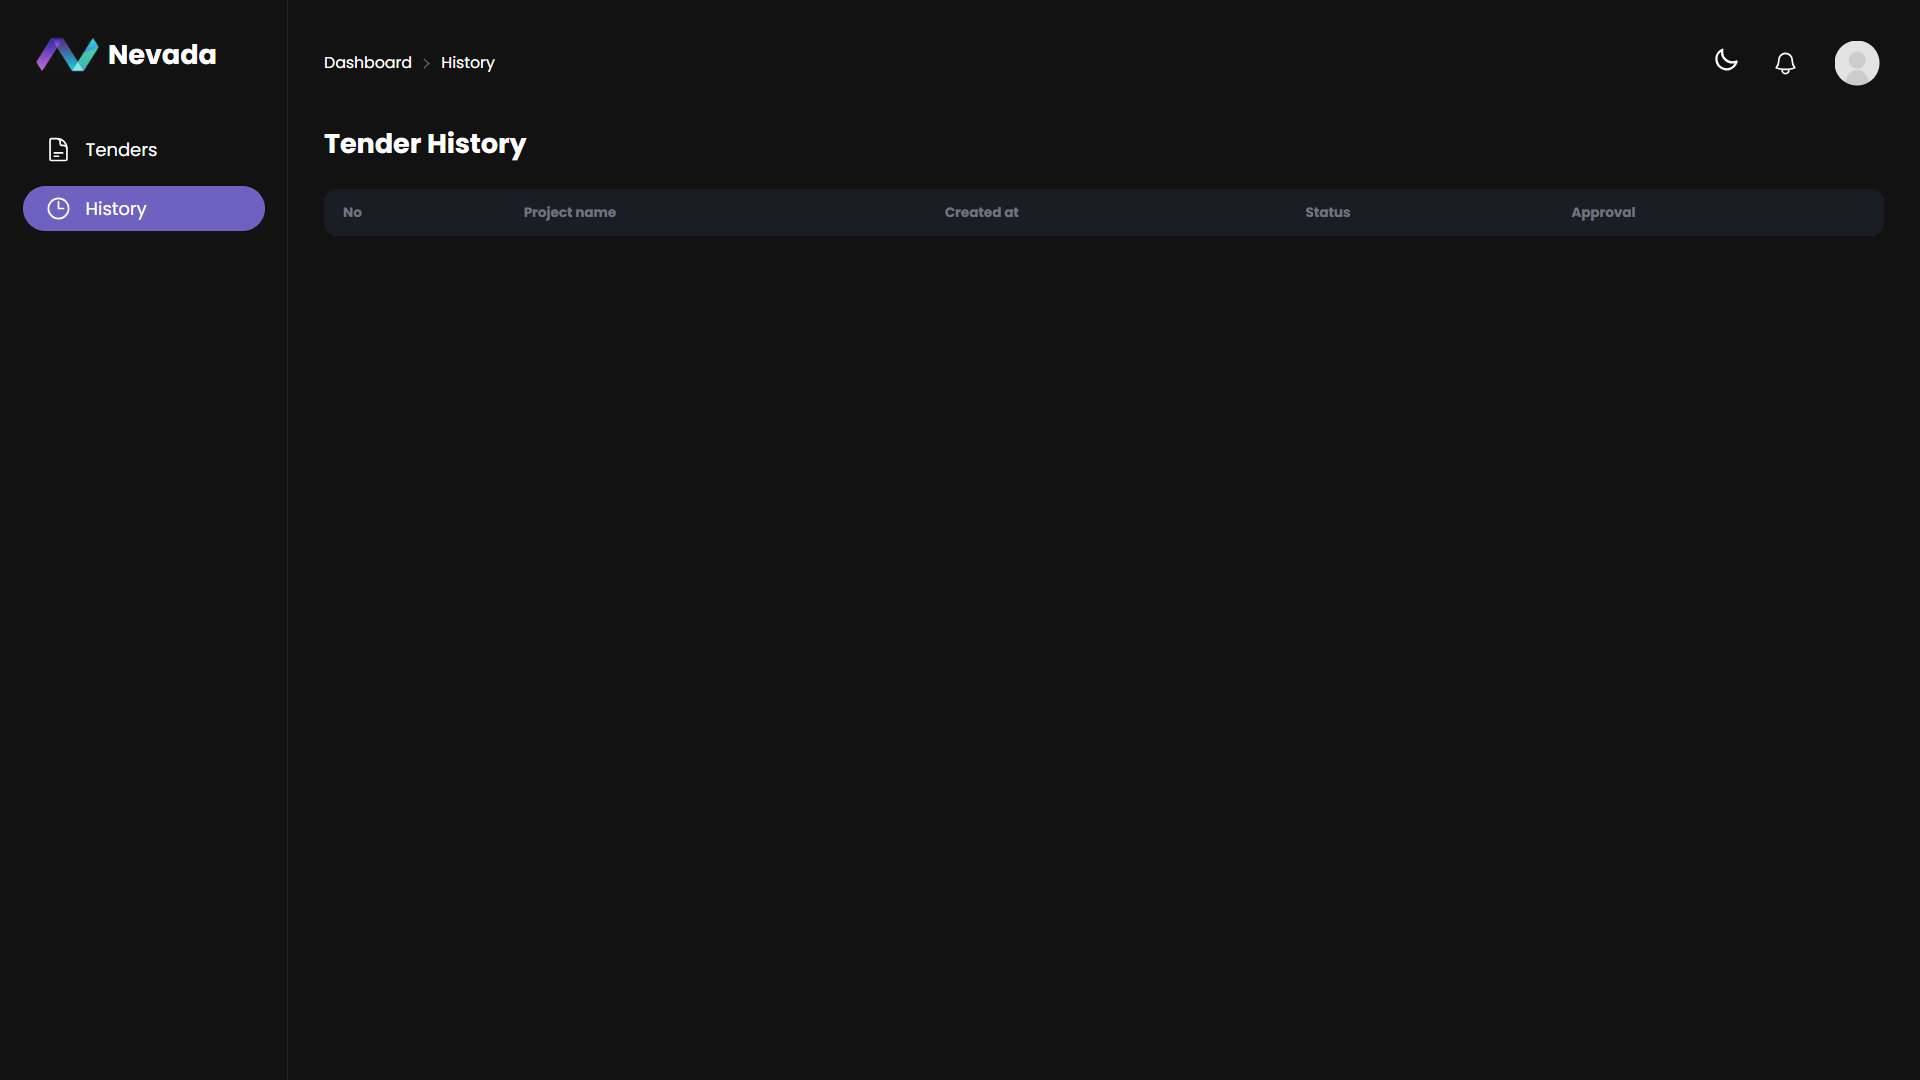 Nevada
Dashboard > History
Tenders
History
Tender History
No Project name Created at Status Approval